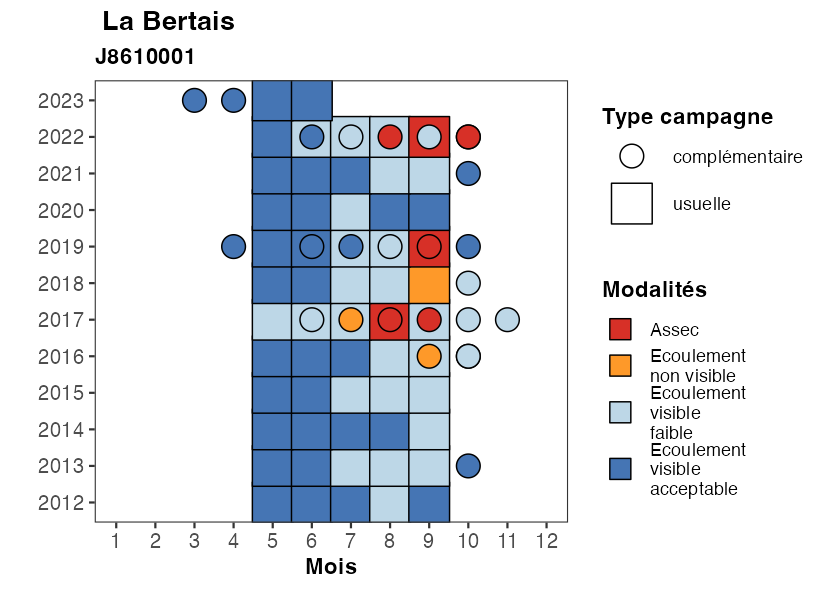 La Bertais
J8610001
2023
2022
2021
2020
2019
2018
2017
2016
2015
2014
2013
2012
1 2 3 4 5 6 7 8 9 10 11 12
Mois
Type campagne
complémentaire
usuelle
Modalités
Assec
Ecoulement
non visible
Ecoulement
visible
faible
Ecoulement
visible
acceptable